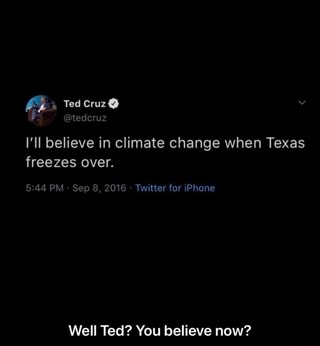 Ted Cruz
@tedcruz
I'll believe in climate change when Texas
freezes over.
5:44 PM · Sep 8, 2016 · Twitter for iPhone
Well Ted? You believe now?